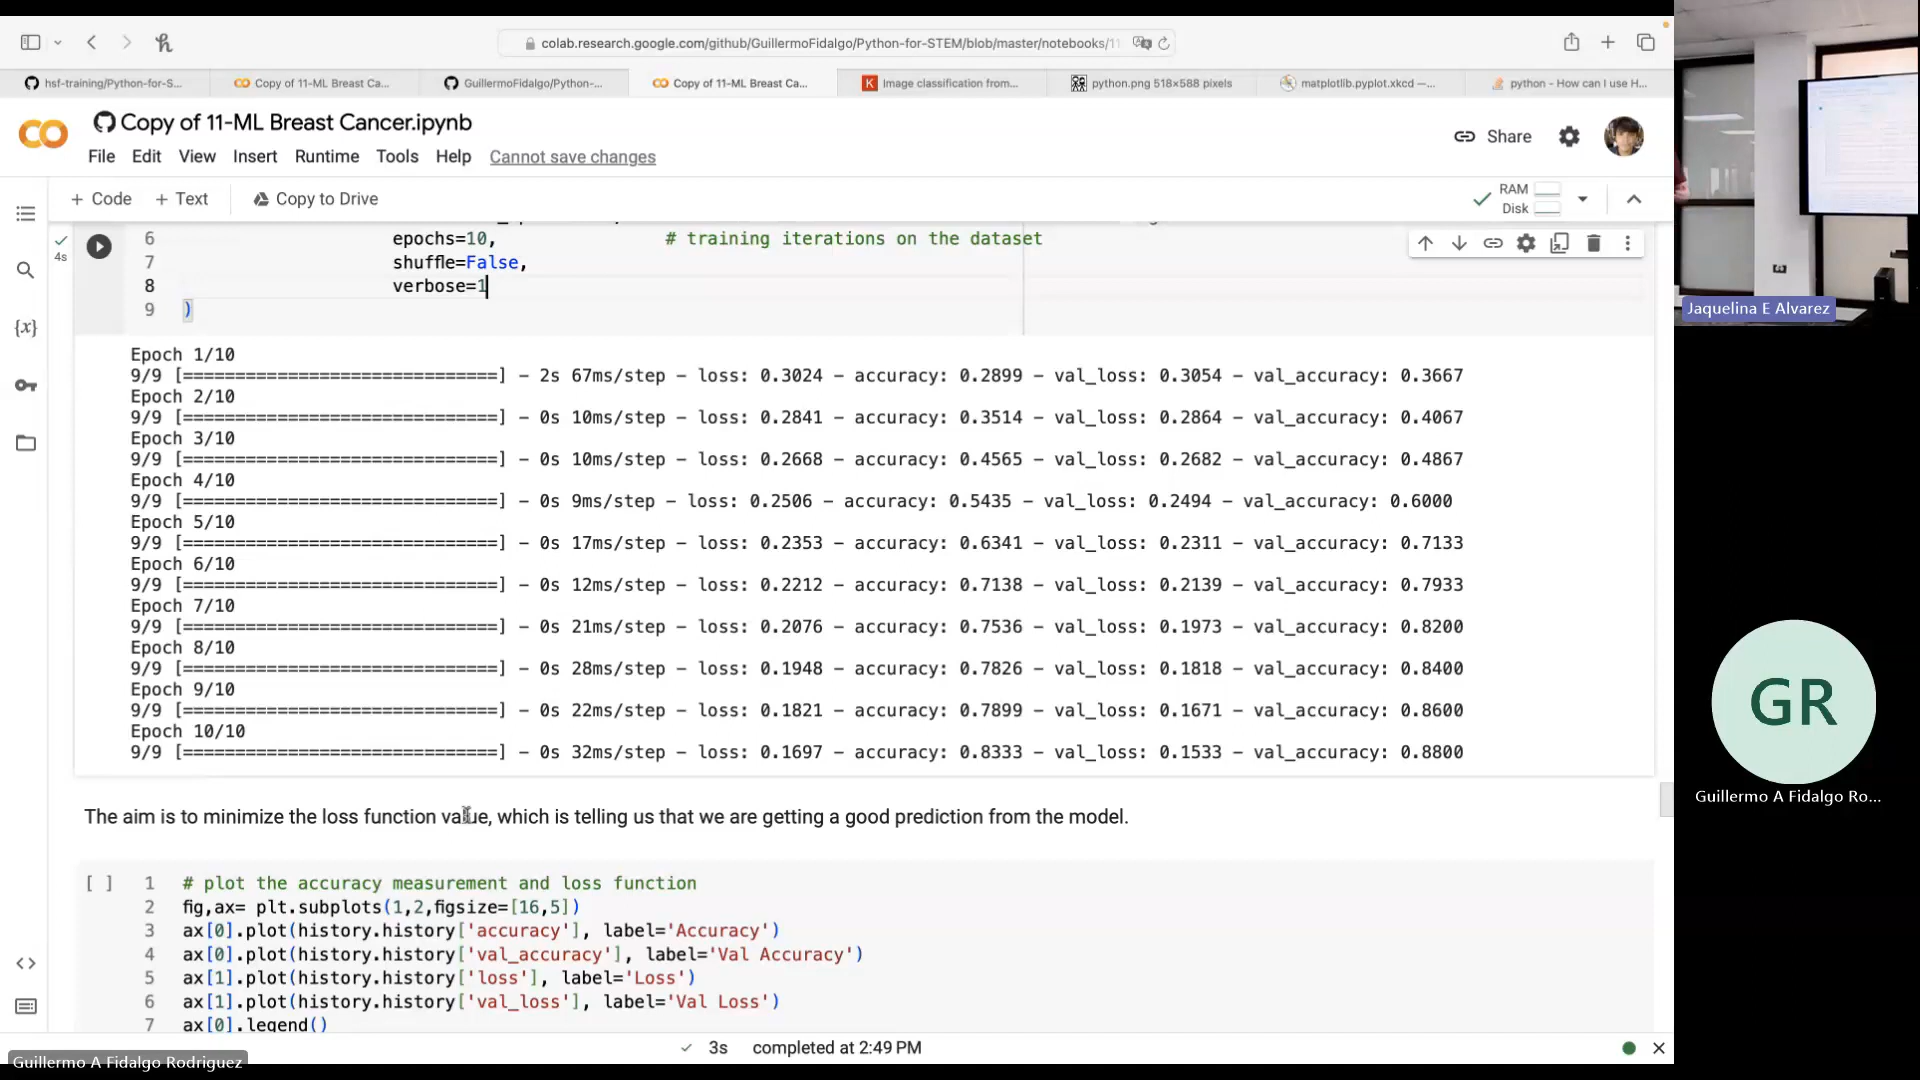 colab.research.google.com/github/GuillermoFidalgo/Python-for-STEM/blob/master/notebooks/11
hsf-training/Python-for-S...
Copy of 11-ML Breast Ca...
GuillermoFidalgo/Python-...
Copy of 11-ML Breast Ca...
Image classification from...
python.png 518×588 pixels
matplotlib.pyplot.xkcd —...
python - How can I use H...
Copy of 11-ML Breast Cancer.ipynb
Share
File Edit View Insert Runtime Tools Help Cannot save changes
+ Code + Text Copy to Drive
RAM
Disk
4s
6 epochs=10, # training iterations on the dataset
7 shuffle=False,
8 verbose=1
9 )
Epoch 1/10
9/9 [==============================] - 2s 67ms/step - loss: 0.3024 - accuracy: 0.2899 - val_loss: 0.3054 - val_accuracy: 0.3667
Epoch 2/10
9/9 [==============================] - 0s 10ms/step - loss: 0.2841 - accuracy: 0.3514 - val_loss: 0.2864 - val_accuracy: 0.4067
Epoch 3/10
9/9 [==============================] - 0s 10ms/step - loss: 0.2668 - accuracy: 0.4565 - val_loss: 0.2682 - val_accuracy: 0.4867
Epoch 4/10
9/9 [==============================] - 0s 9ms/step - loss: 0.2506 - accuracy: 0.5435 - val_loss: 0.2494 - val_accuracy: 0.6000
Epoch 5/10
9/9 [==============================] - 0s 17ms/step - loss: 0.2353 - accuracy: 0.6341 - val_loss: 0.2311 - val_accuracy: 0.7133
Epoch 6/10
9/9 [==============================] - 0s 12ms/step - loss: 0.2212 - accuracy: 0.7138 - val_loss: 0.2139 - val_accuracy: 0.7933
Epoch 7/10
9/9 [==============================] - 0s 21ms/step - loss: 0.2076 - accuracy: 0.7536 - val_loss: 0.1973 - val_accuracy: 0.8200
Epoch 8/10
9/9 [==============================] - 0s 28ms/step - loss: 0.1948 - accuracy: 0.7826 - val_loss: 0.1818 - val_accuracy: 0.8400
Epoch 9/10
9/9 [==============================] - 0s 22ms/step - loss: 0.1821 - accuracy: 0.7899 - val_loss: 0.1671 - val_accuracy: 0.8600
Epoch 10/10
9/9 [==============================] - 0s 32ms/step - loss: 0.1697 - accuracy: 0.8333 - val_loss: 0.1533 - val_accuracy: 0.8800
The aim is to minimize the loss function value, which is telling us that we are getting a good prediction from the model.
[ ] 1 # plot the accuracy measurement and loss function
2 fig,ax= plt.subplots(1,2,figsize=[16,5])
3 ax[0].plot(history.history['accuracy'], label='Accuracy')
4 ax[0].plot(history.history['val_accuracy'], label='Val Accuracy')
5 ax[1].plot(history.history['loss'], label='Loss')
6 ax[1].plot(history.history['val_loss'], label='Val Loss')
7 ax[0].legend()
3s completed at 2:49 PM
Guillermo A Fidalgo Rodriguez
Jaquelina E Alvarez
GR
Guillermo A Fidalgo Ro...